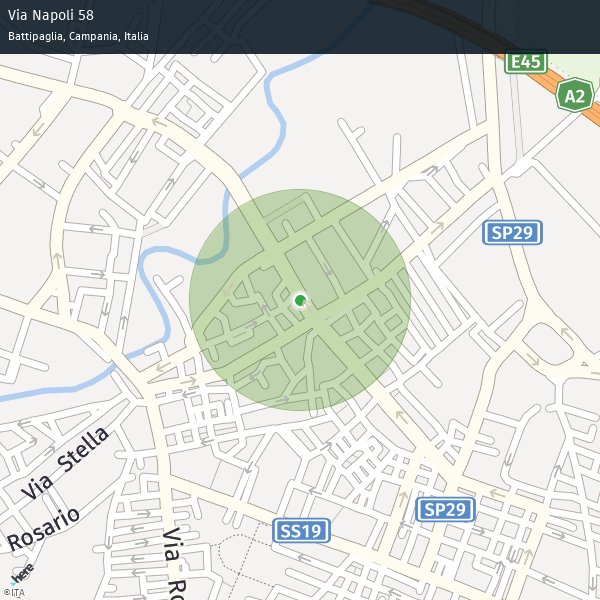 Via Napoli 58
Battipaglia, Campania, Italia
E45
A2
SP29
Via Stella
Rosario
SP29
SS19
Via Ro
here
©ITA